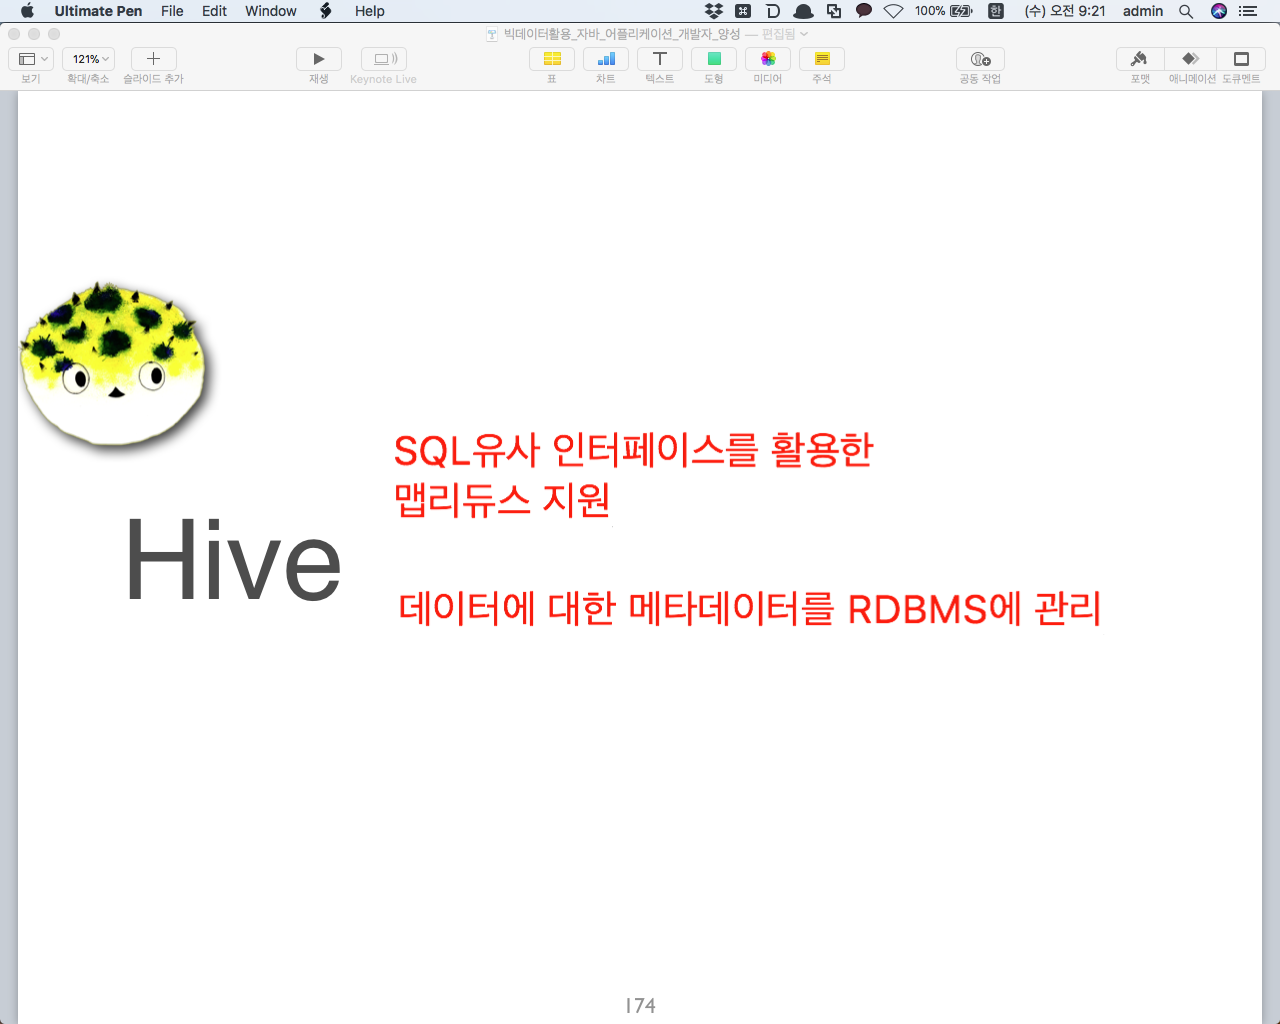 Ultimate Pen File Edit Window Help 100% 한 (수) 오전 9:21 admin
빅데이터활용_자바_어플리케이션_개발자_양성 — 편집됨
121%
보기 확대/축소 슬라이드 추가 재생 Keynote Live 표 차트 텍스트 도형 미디어 주석 공동 작업 포맷 애니메이션 도큐멘트
SQL유사 인터페이스를 활용한
맵리듀스 지원
Hive
데이터에 대한 메타데이터를 RDBMS에 관리
174